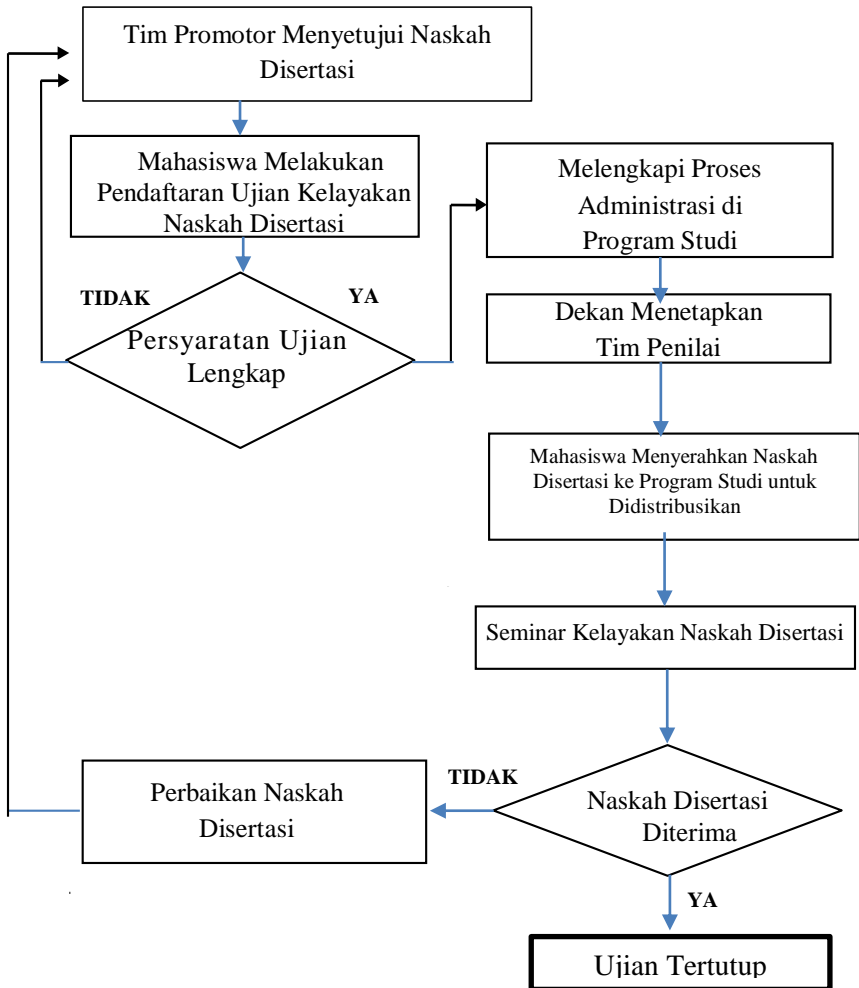 Tim Promotor Menyetujui Naskah
Disertasi
Mahasiswa Melakukan
Pendaftaran Ujian Kelayakan
Naskah Disertasi
TIDAK
YA
Persyaratan Ujian
Lengkap
Melengkapi Proses
Administrasi di
Program Studi
Dekan Menetapkan
Tim Penilai
Mahasiswa Menyerahkan Naskah
Disertasi ke Program Studi untuk
Didistribusikan
Seminar Kelayakan Naskah Disertasi
Naskah Disertasi
Diterima
TIDAK
Perbaikan Naskah
Disertasi
YA
Ujian Tertutup